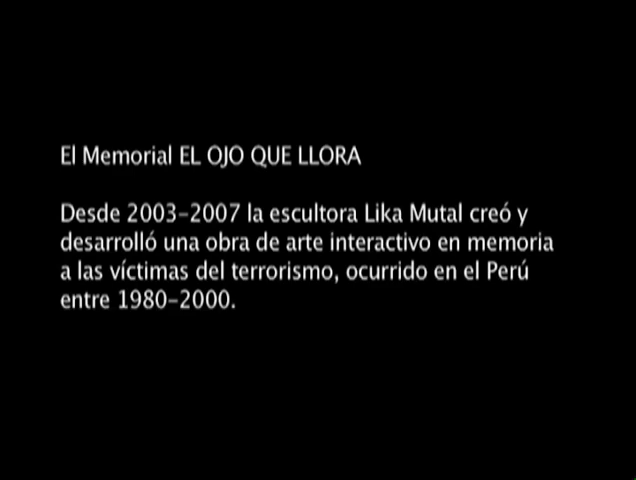 El Memorial EL OJO QUE LLORA
Desde 2003-2007 la escultora Lika Mutal creó y
desarrolló una obra de arte interactivo en memoria
a las víctimas del terrorismo, ocurrido en el Perú
entre 1980-2000.